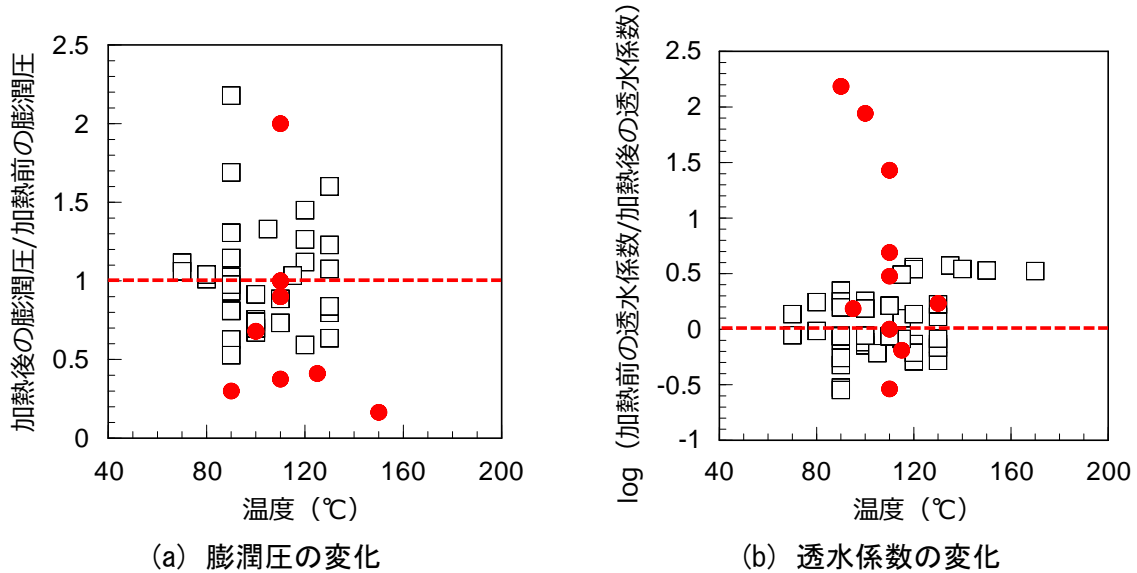 加熱後の膨潤圧/加熱前の膨潤圧
2.5
2
1.5
1
0.5
0
40 80 120 160 200
温度（℃）
(a) 膨潤圧の変化
log（加熱前の透水係数/加熱後の透水係数）
2.5
2
1.5
1
0.5
0
-0.5
-1
40 80 120 160 200
温度（℃）
(b) 透水係数の変化